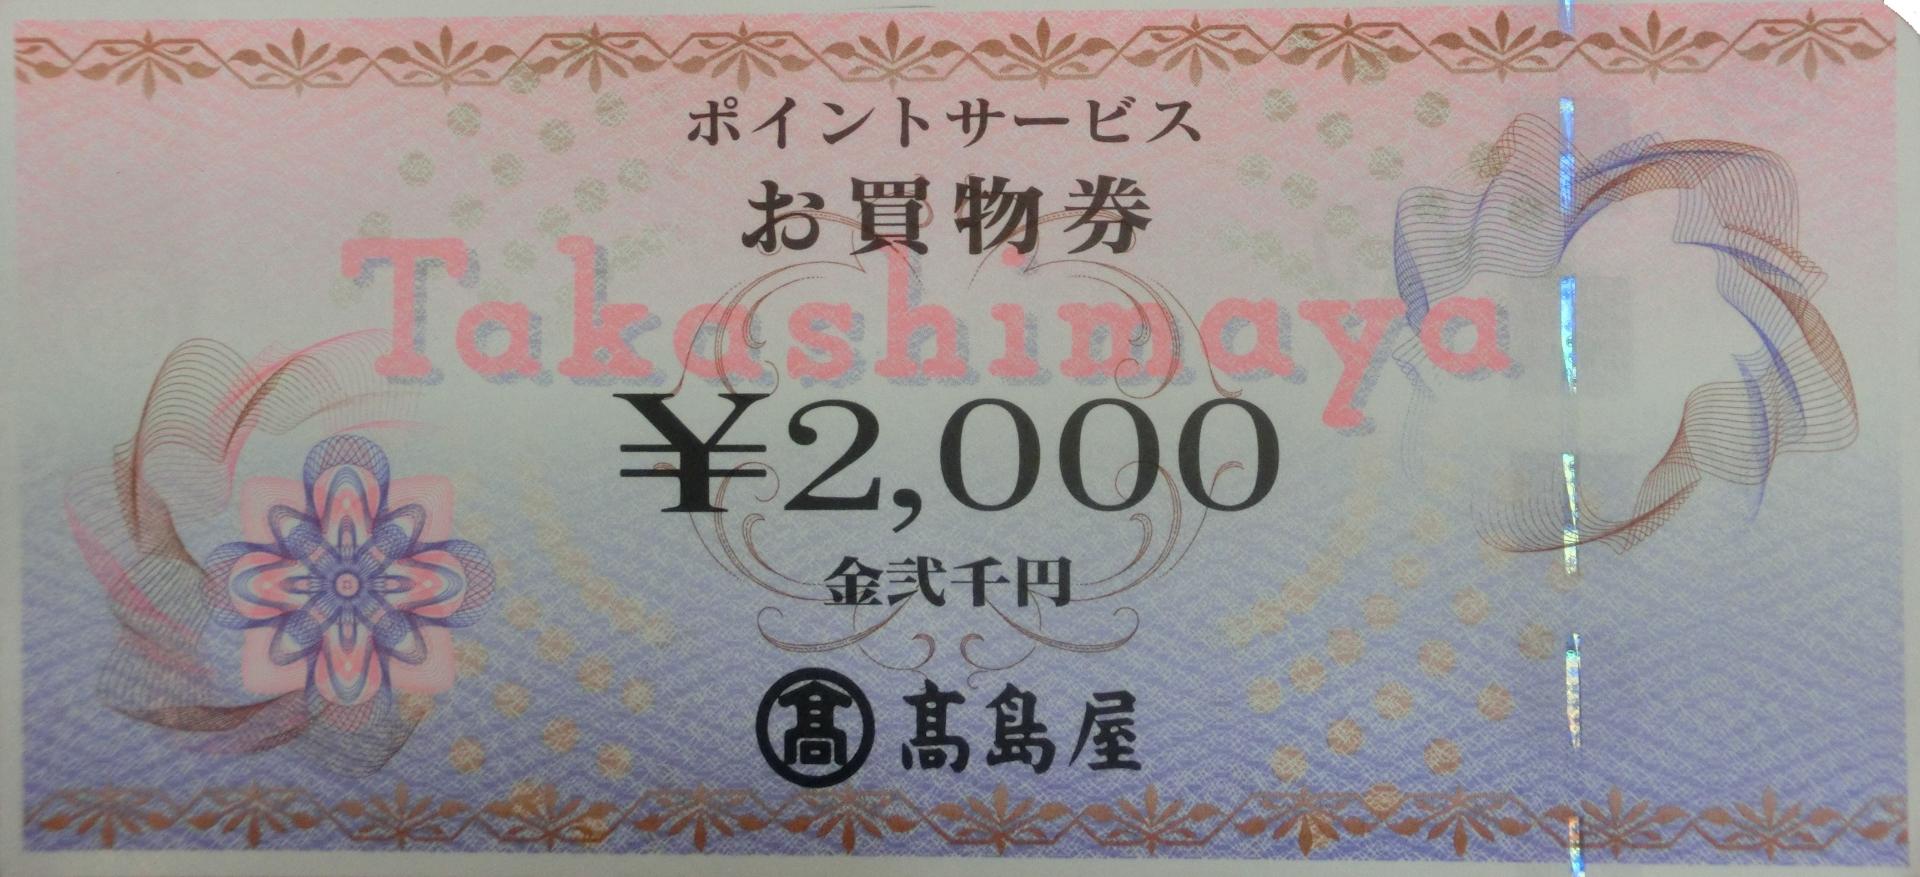 ポイントサービス
お買物券
Takashimaya
¥2,000
金弐千円
髙 髙島屋